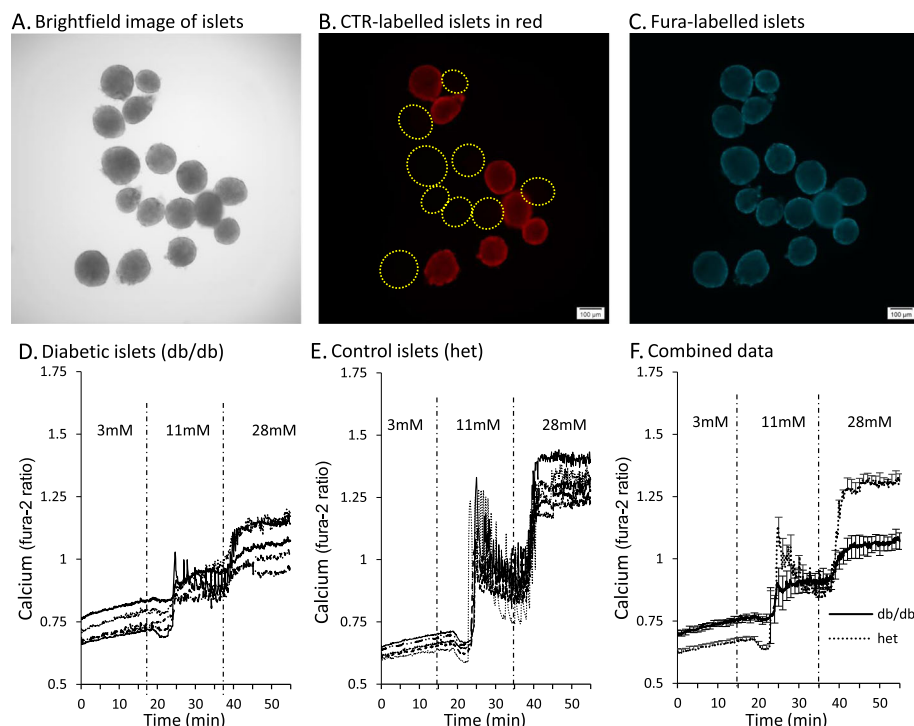 A. Brightfield image of islets
B. CTR-labelled islets in red
C. Fura-labelled islets
100 µm
100 µm
D. Diabetic islets (db/db)
E. Control islets (het)
F. Combined data
Calcium (fura-2 ratio)
1.75
1.5
1.25
1
0.75
0.5
3mM
11mM
28mM
0
10
20
30
40
50
Time (min)
Calcium (fura-2 ratio)
1.75
1.5
1.25
1
0.75
0.5
3mM
11mM
28mM
0
10
20
30
40
50
Time (min)
Calcium (fura-2 ratio)
1.75
1.5
1.25
1
0.75
0.5
3mM
11mM
28mM
db/db
het
0
10
20
30
40
50
Time (min)